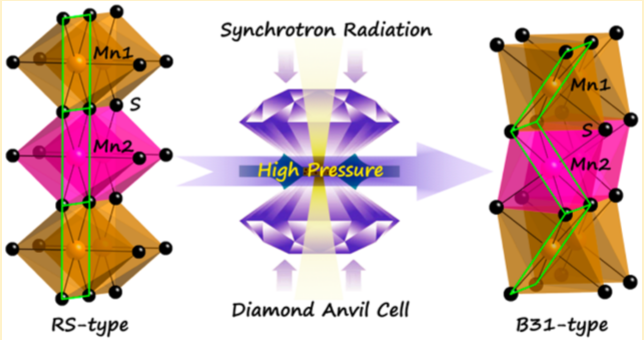 Mn1
S
Mn2
RS-type
Synchrotron Radiation
High Pressure
Diamond Anvil Cell
Mn1
S
Mn2
B31-type